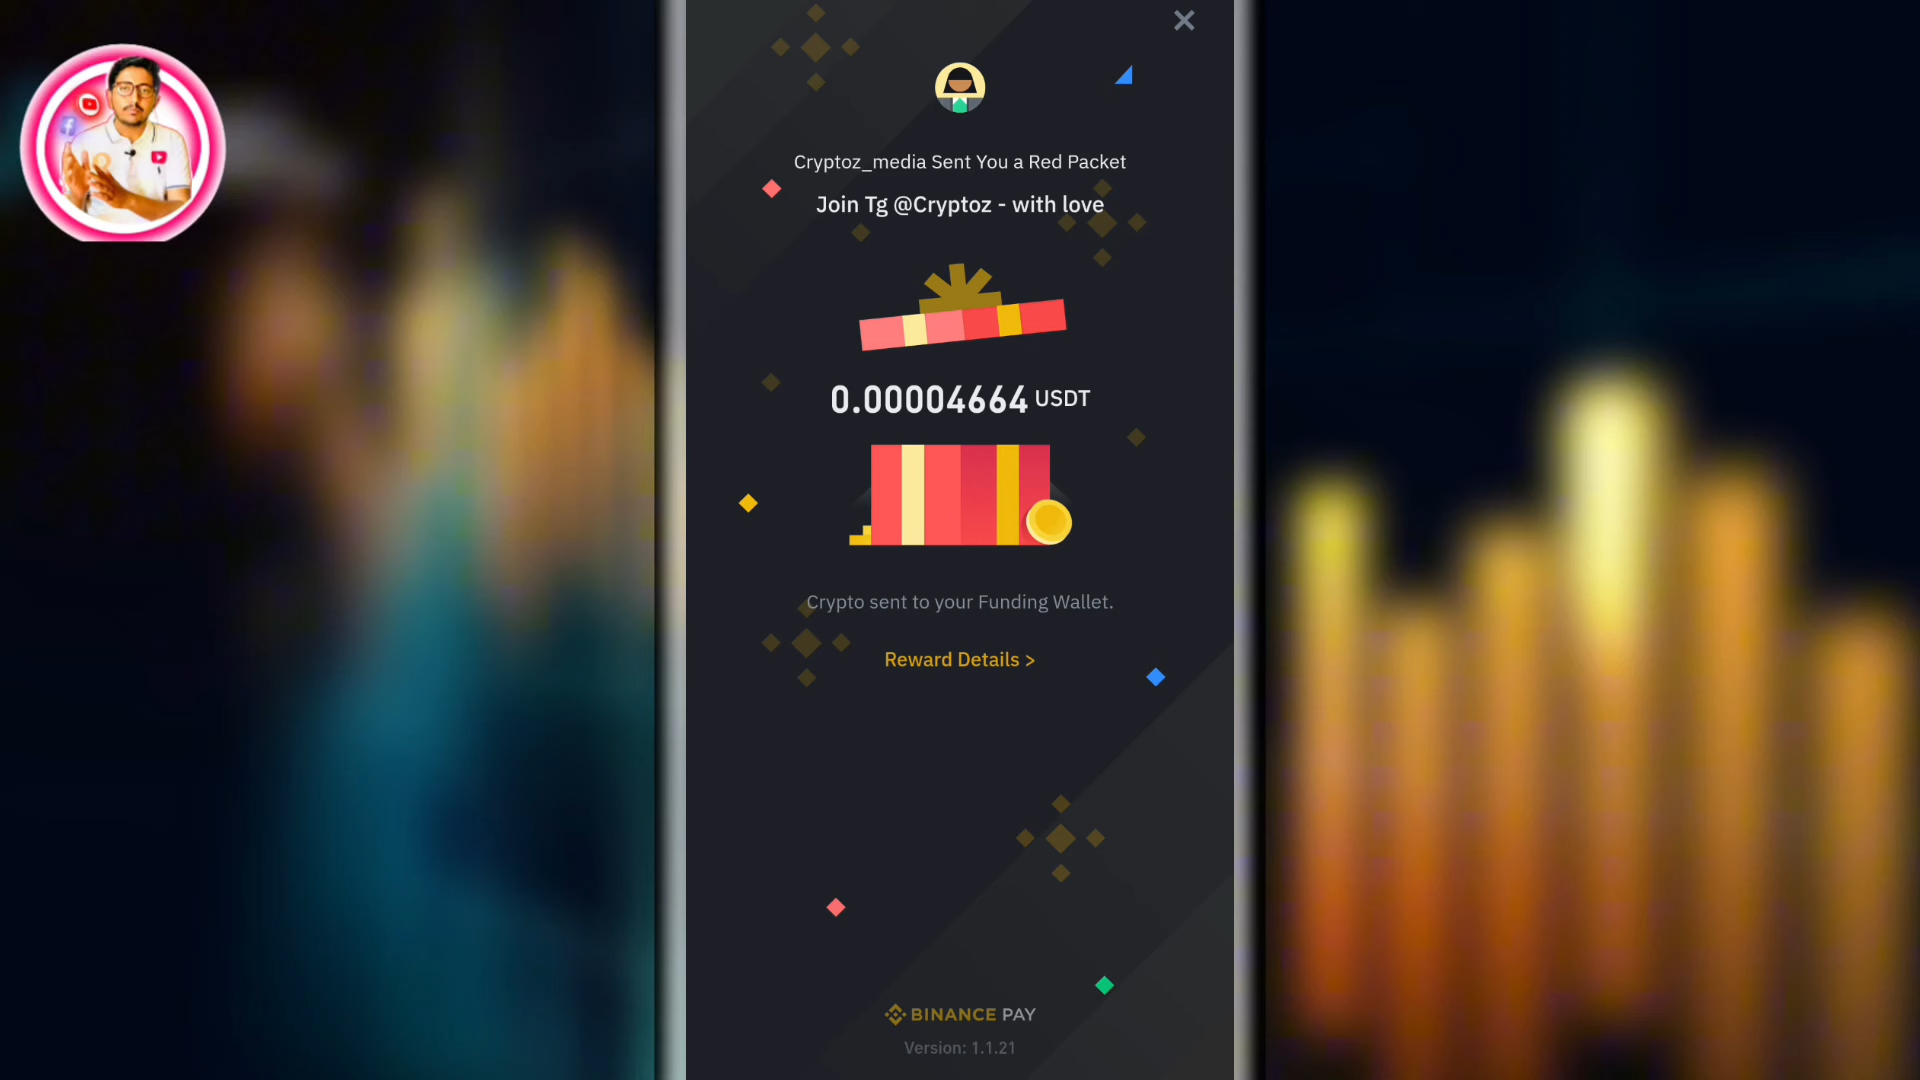 Cryptoz_media Sent You a Red Packet
Join Tg @Cryptoz - with love
0.00004664 USDT
Crypto sent to your Funding Wallet.
Reward Details >
BINANCE PAY
Version: 1.1.21